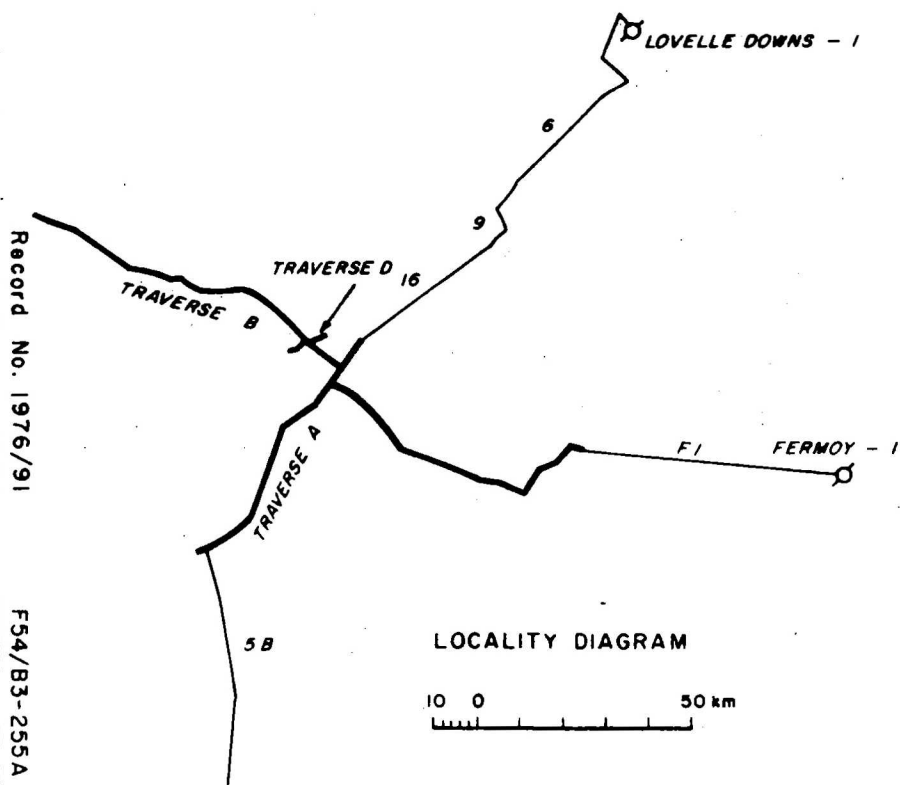 LOVELLE DOWNS - 1
6
9
TRAVERSE D
16
TRAVERSE B
TRAVERSE A
F1
FERMOY - 1
5B
LOCALITY DIAGRAM
10 0 50 km
Record No. 1976/91
F54/B3-255A